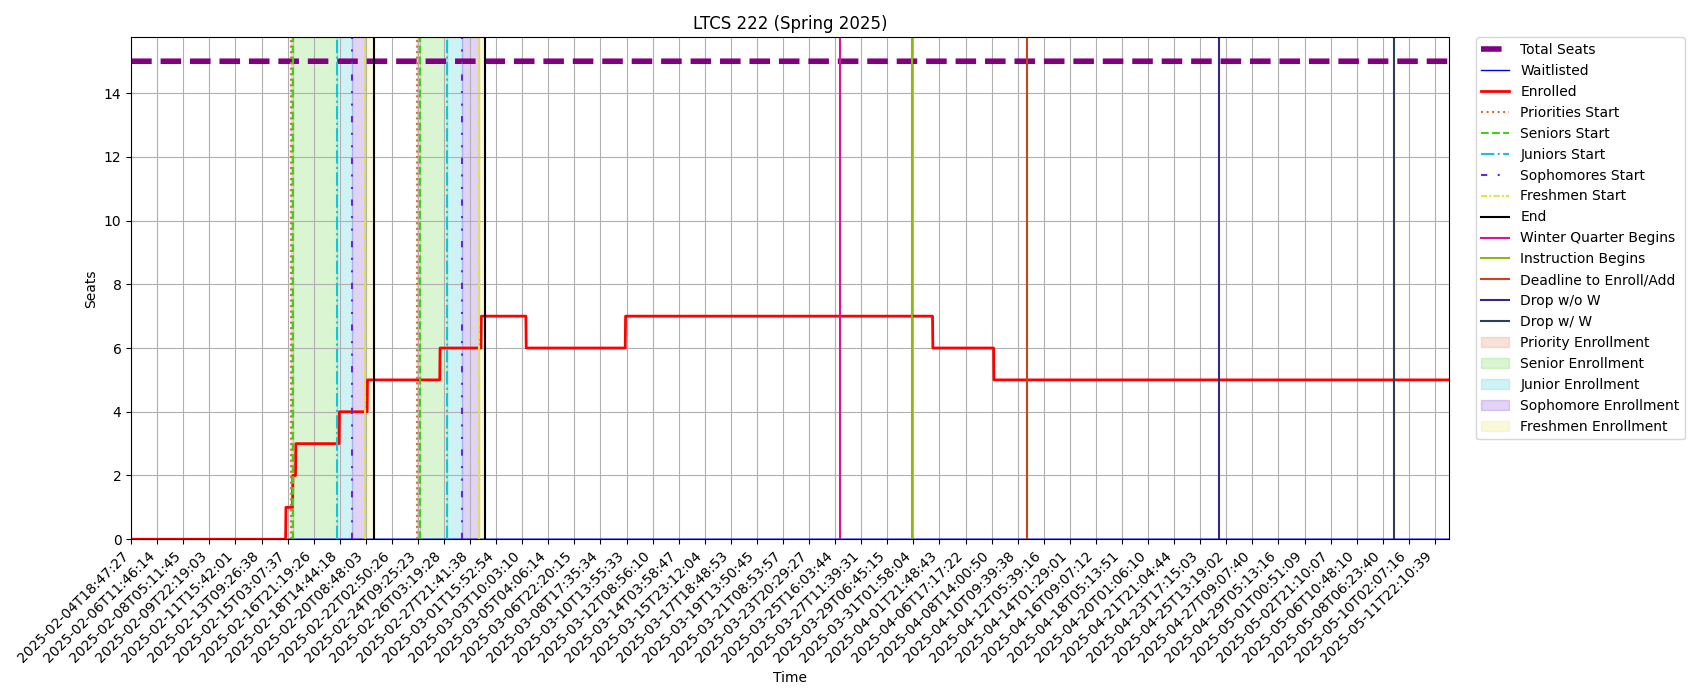 LTCS 222 (Spring 2025)
Seats
14
12
10
8
6
4
2
0
2025-02-04T18:47:27
2025-02-06T11:46:14
2025-02-08T05:11:45
2025-02-09T22:19:03
2025-02-11T15:42:01
2025-02-13T09:26:38
2025-02-15T03:07:37
2025-02-16T21:19:26
2025-02-18T14:44:18
2025-02-20T08:48:03
2025-02-22T02:50:26
2025-02-24T09:25:23
2025-02-26T03:19:28
2025-02-27T21:41:38
2025-03-01T15:52:54
2025-03-03T10:03:10
2025-03-05T04:06:14
2025-03-06T22:20:15
2025-03-08T17:35:34
2025-03-10T13:55:33
2025-03-12T08:56:10
2025-03-14T03:58:47
2025-03-15T23:12:04
2025-03-17T18:48:53
2025-03-19T13:50:45
2025-03-21T08:53:57
2025-03-23T20:29:27
2025-03-25T16:03:44
2025-03-27T11:39:31
2025-03-29T06:45:15
2025-03-31T01:58:04
2025-04-01T21:48:43
2025-04-06T17:17:22
2025-04-08T14:00:50
2025-04-10T09:39:38
2025-04-12T05:39:16
2025-04-14T01:29:01
2025-04-16T09:07:12
2025-04-18T05:13:51
2025-04-20T01:06:10
2025-04-21T21:04:44
2025-04-23T17:15:03
2025-04-25T13:19:02
2025-04-27T09:07:40
2025-04-29T05:13:16
2025-05-01T00:51:09
2025-05-02T21:10:07
2025-05-06T10:48:10
2025-05-08T06:23:40
2025-05-10T02:07:16
2025-05-11T22:10:39
Time
Total Seats
Waitlisted
Enrolled
Priorities Start
Seniors Start
Juniors Start
Sophomores Start
Freshmen Start
End
Winter Quarter Begins
Instruction Begins
Deadline to Enroll/Add
Drop w/o W
Drop w/ W
Priority Enrollment
Senior Enrollment
Junior Enrollment
Sophomore Enrollment
Freshmen Enrollment